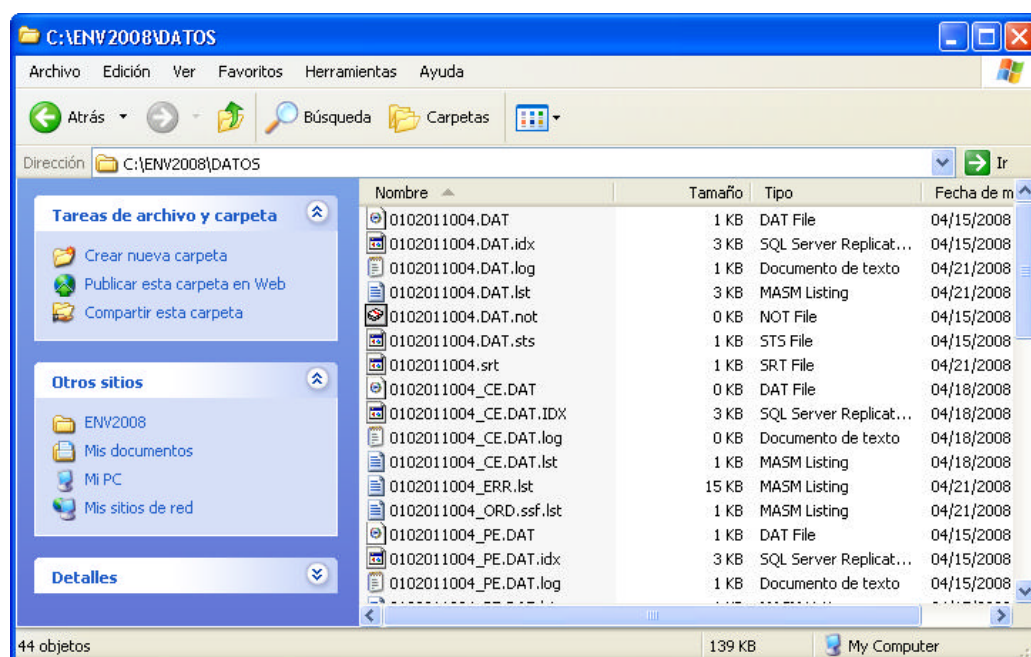 C:\ENV2008\DATOS
Archivo Edición Ver Favoritos Herramientas Ayuda
Atrás Búsqueda Carpetas
Dirección C:\ENV2008\DATOS Ir
Tareas de archivo y carpeta
Crear nueva carpeta
Publicar esta carpeta en Web
Compartir esta carpeta
Otros sitios
ENV2008
Mis documentos
Mi PC
Mis sitios de red
Detalles
Nombre Tamaño Tipo Fecha de m
0102011004.DAT 1 KB DAT File 04/15/2008
0102011004.DAT.idx 3 KB SQL Server Replicat... 04/15/2008
0102011004.DAT.log 1 KB Documento de texto 04/21/2008
0102011004.DAT.lst 3 KB MASM Listing 04/21/2008
0102011004.DAT.not 0 KB NOT File 04/15/2008
0102011004.DAT.sts 1 KB STS File 04/15/2008
0102011004.srt 1 KB SRT File 04/21/2008
0102011004_CE.DAT 0 KB DAT File 04/18/2008
0102011004_CE.DAT.IDX 3 KB SQL Server Replicat... 04/18/2008
0102011004_CE.DAT.log 0 KB Documento de texto 04/18/2008
0102011004_CE.DAT.lst 1 KB MASM Listing 04/18/2008
0102011004_ERR.lst 15 KB MASM Listing 04/21/2008
0102011004_ORD.ssf.lst 1 KB MASM Listing 04/21/2008
0102011004_PE.DAT 1 KB DAT File 04/15/2008
0102011004_PE.DAT.idx 3 KB SQL Server Replicat... 04/15/2008
0102011004_PE.DAT.log 1 KB Documento de texto 04/15/2008
44 objetos 139 KB My Computer